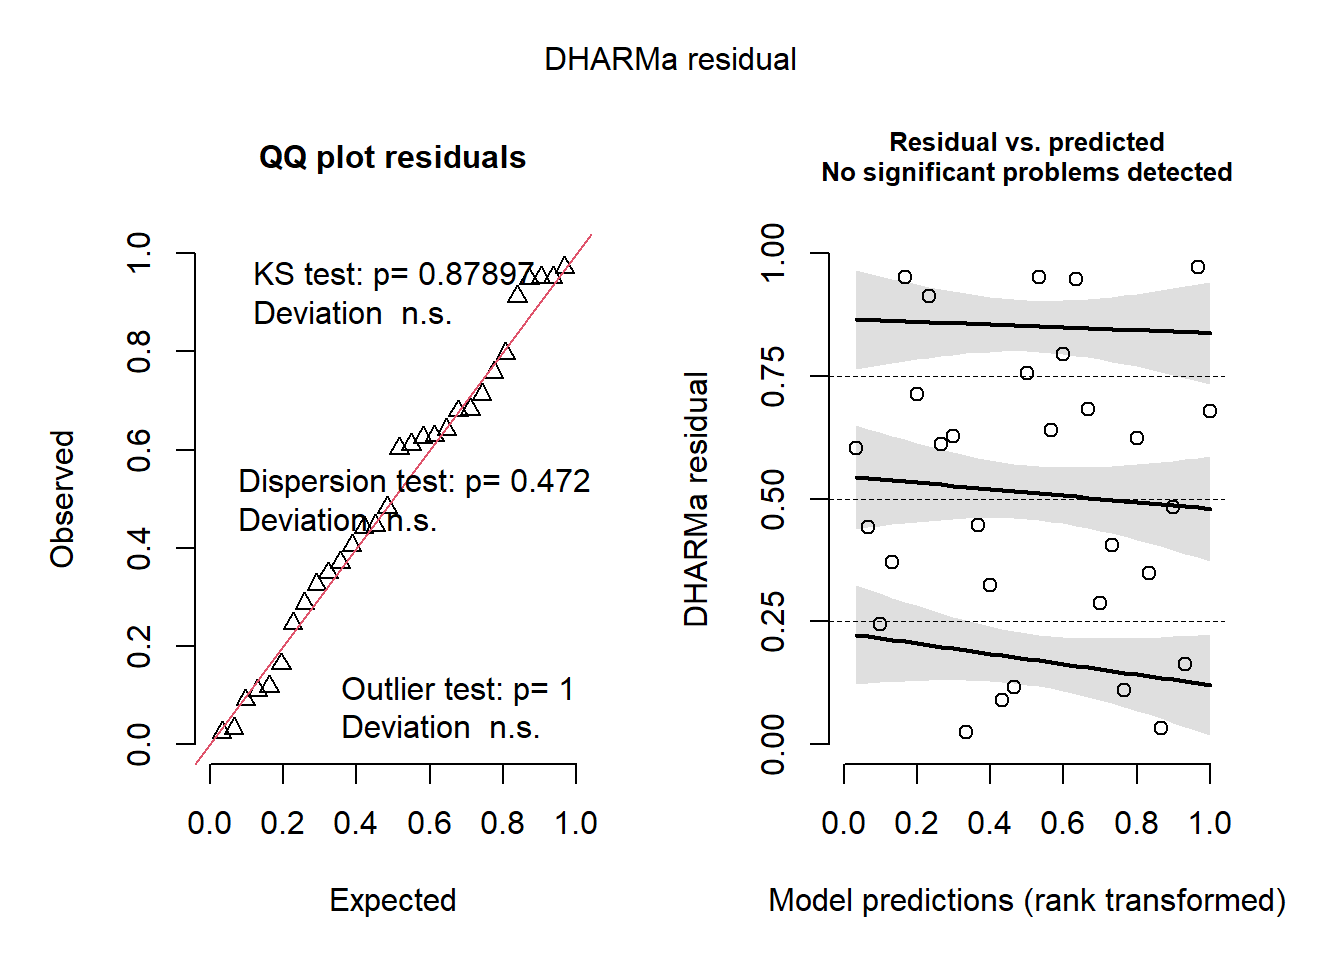 DHARMa residual
QQ plot residuals
KS test: p= 0.87897
Deviation  n.s.
Dispersion test: p= 0.472
Deviation  n.s.
Outlier test: p= 1
Deviation  n.s.
Observed
0.0
0.2
0.4
0.6
0.8
1.0
0.0 0.2 0.4 0.6 0.8 1.0
Expected
Residual vs. predicted
No significant problems detected
DHARMa residual
0.00
0.25
0.50
0.75
1.00
0.0 0.2 0.4 0.6 0.8 1.0
Model predictions (rank transformed)